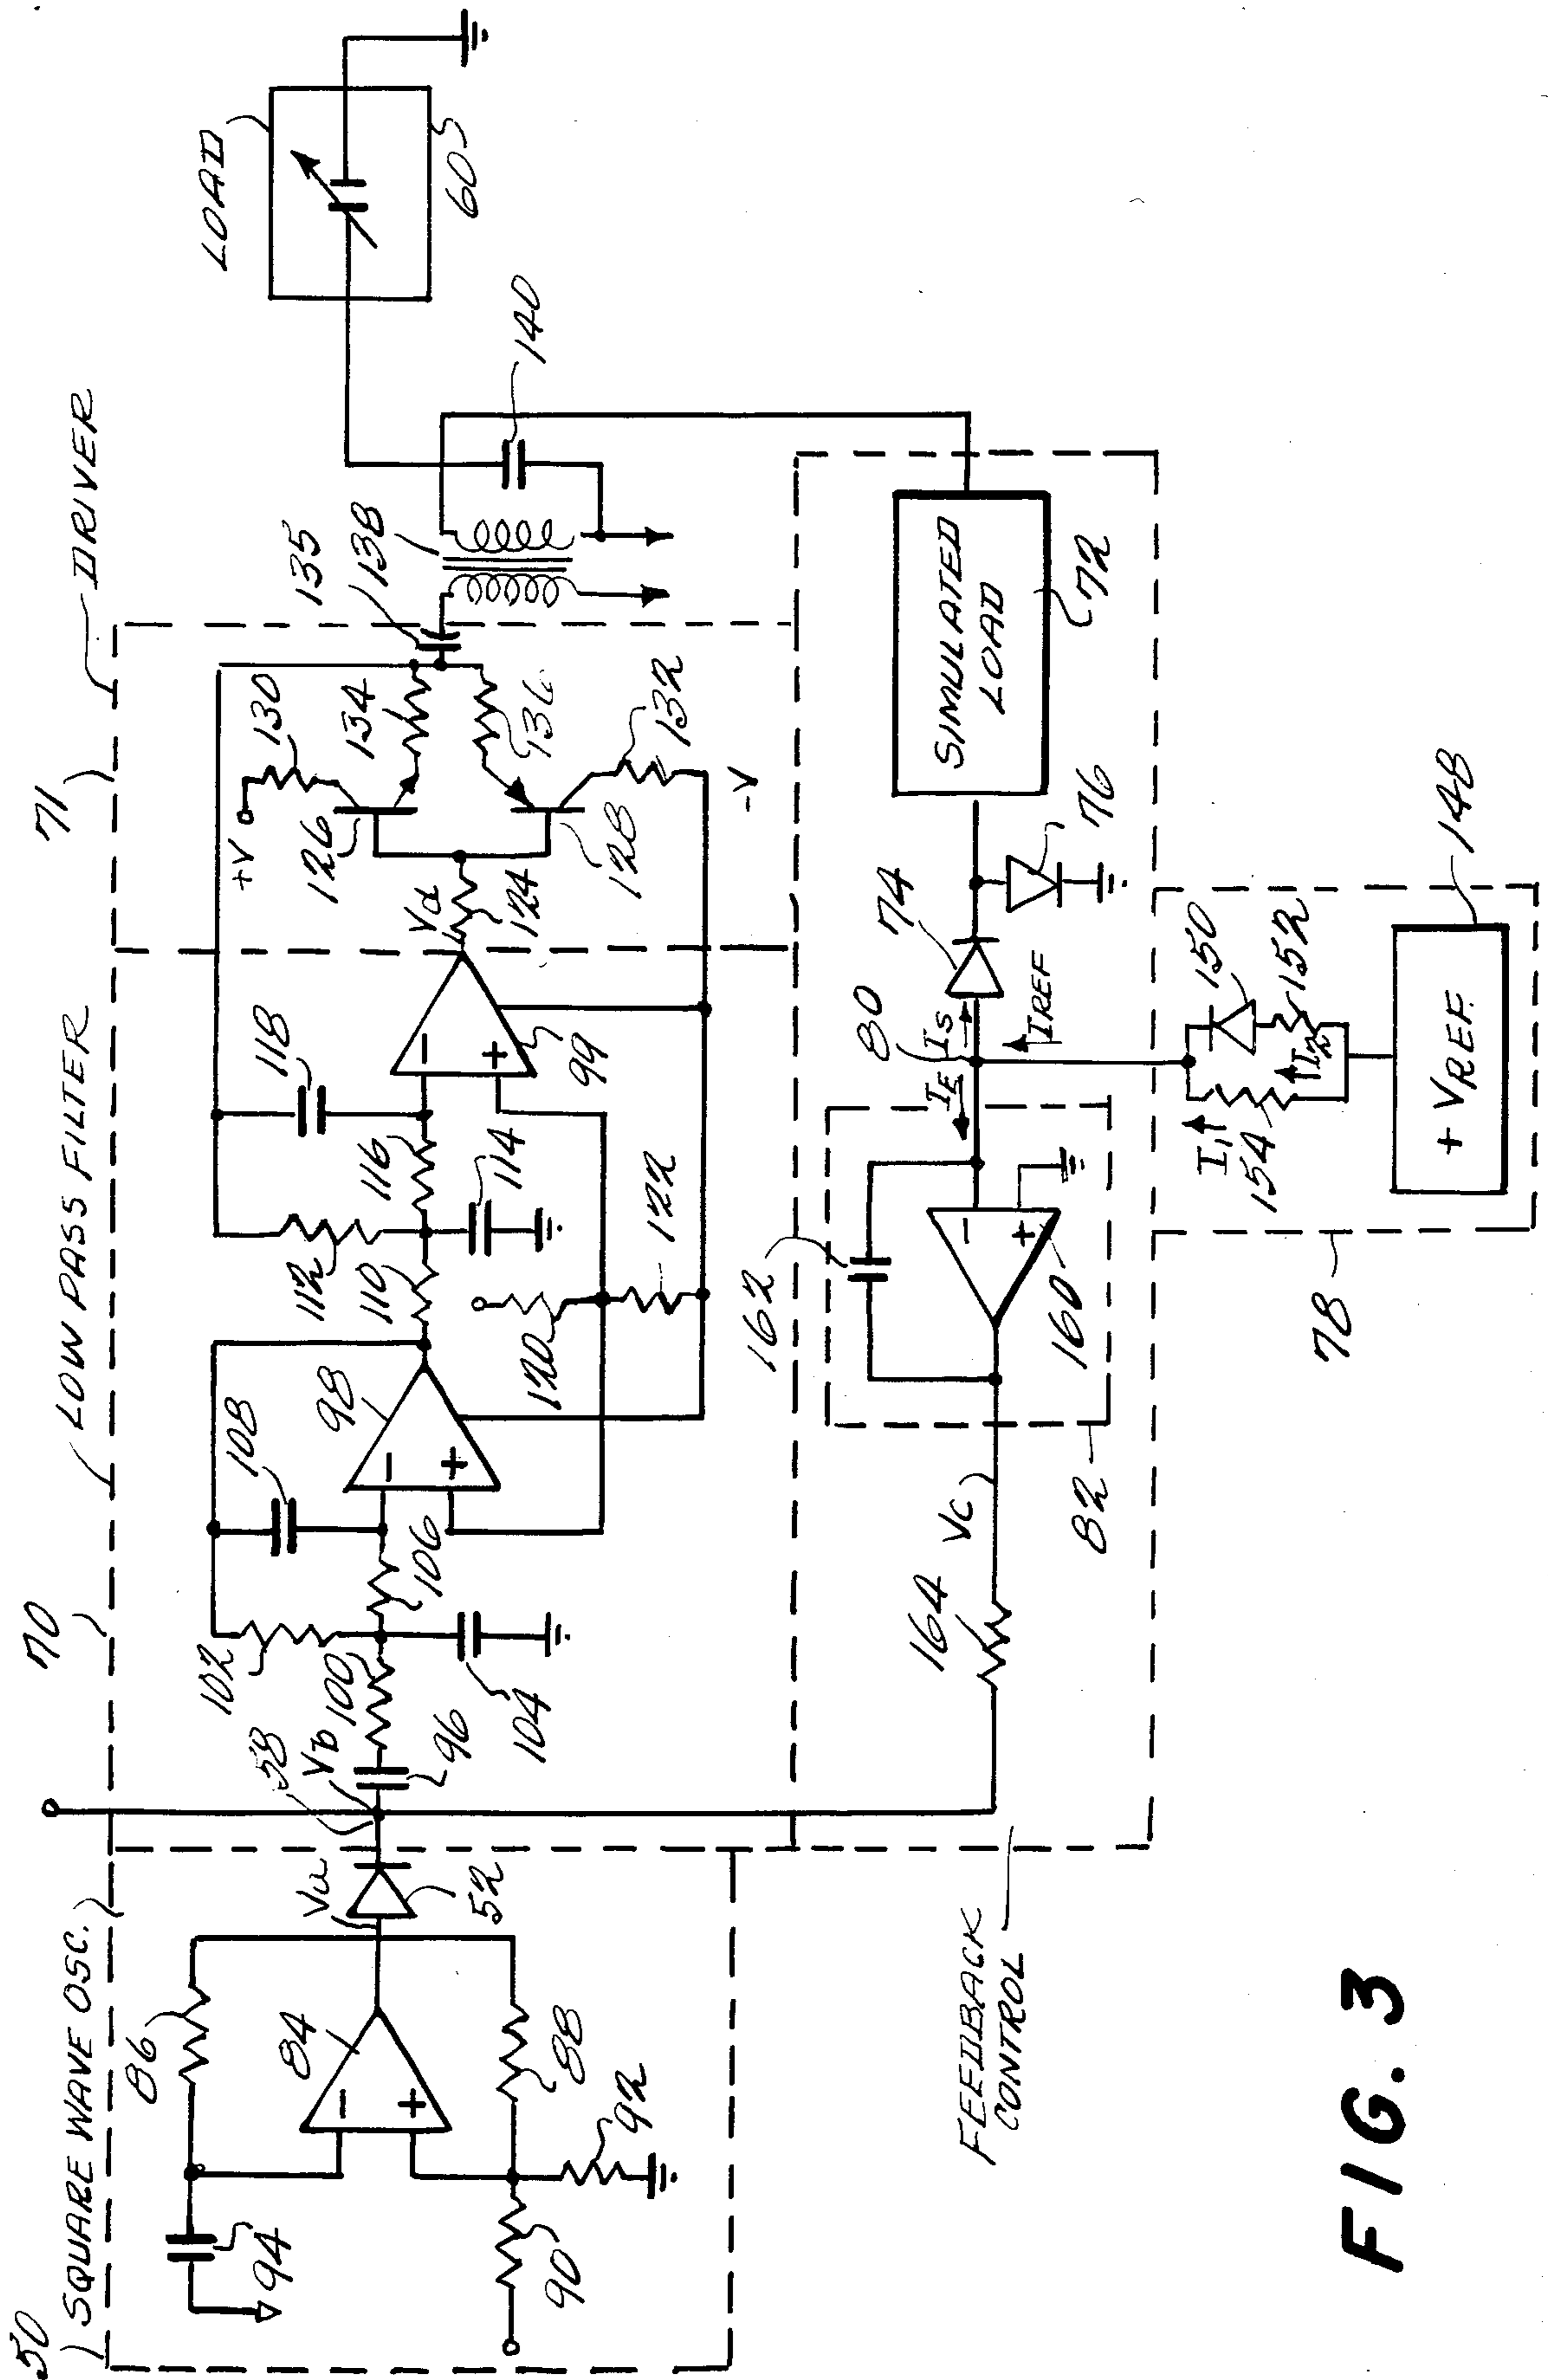 50
SQUARE WAVE OSC.
70
LOW PASS FILTER
71
DRIVER
LOAD
60
86
84
94
88
90
92
Va
52
58
Vb
100
96
102
104
106
108
98
110
112
114
116
118
99
120
122
Vd
124
+V
126
128
130
134
136
132
-V
135
138
140
FEEDBACK
CONTROL
164
Vc
82
162
160
IE
80
IS
IREF
74
76
SIMULATED
LOAD
72
78
I1
154
I2
150
152
+ VREF
148
- +
- +
- +
- +
FIG. 3